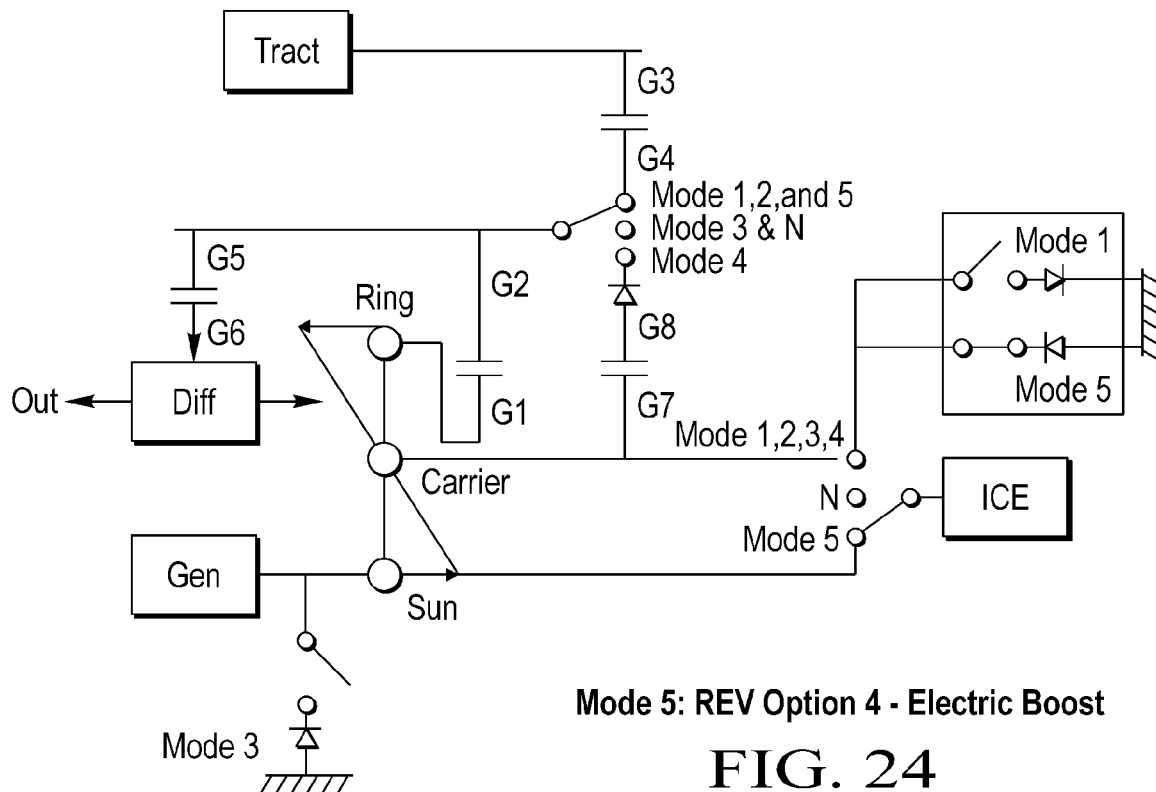 Tract
G3
G4
Mode 1,2,and 5
Mode 3 & N
Mode 4
Mode 1
G5
G2
Ring
G8
G6
Mode 5
Out
Diff
G1
G7
Mode 1,2,3,4
Carrier
N
ICE
Mode 5
Gen
Sun
Mode 3
Mode 5: REV Option 4 - Electric Boost
FIG. 24